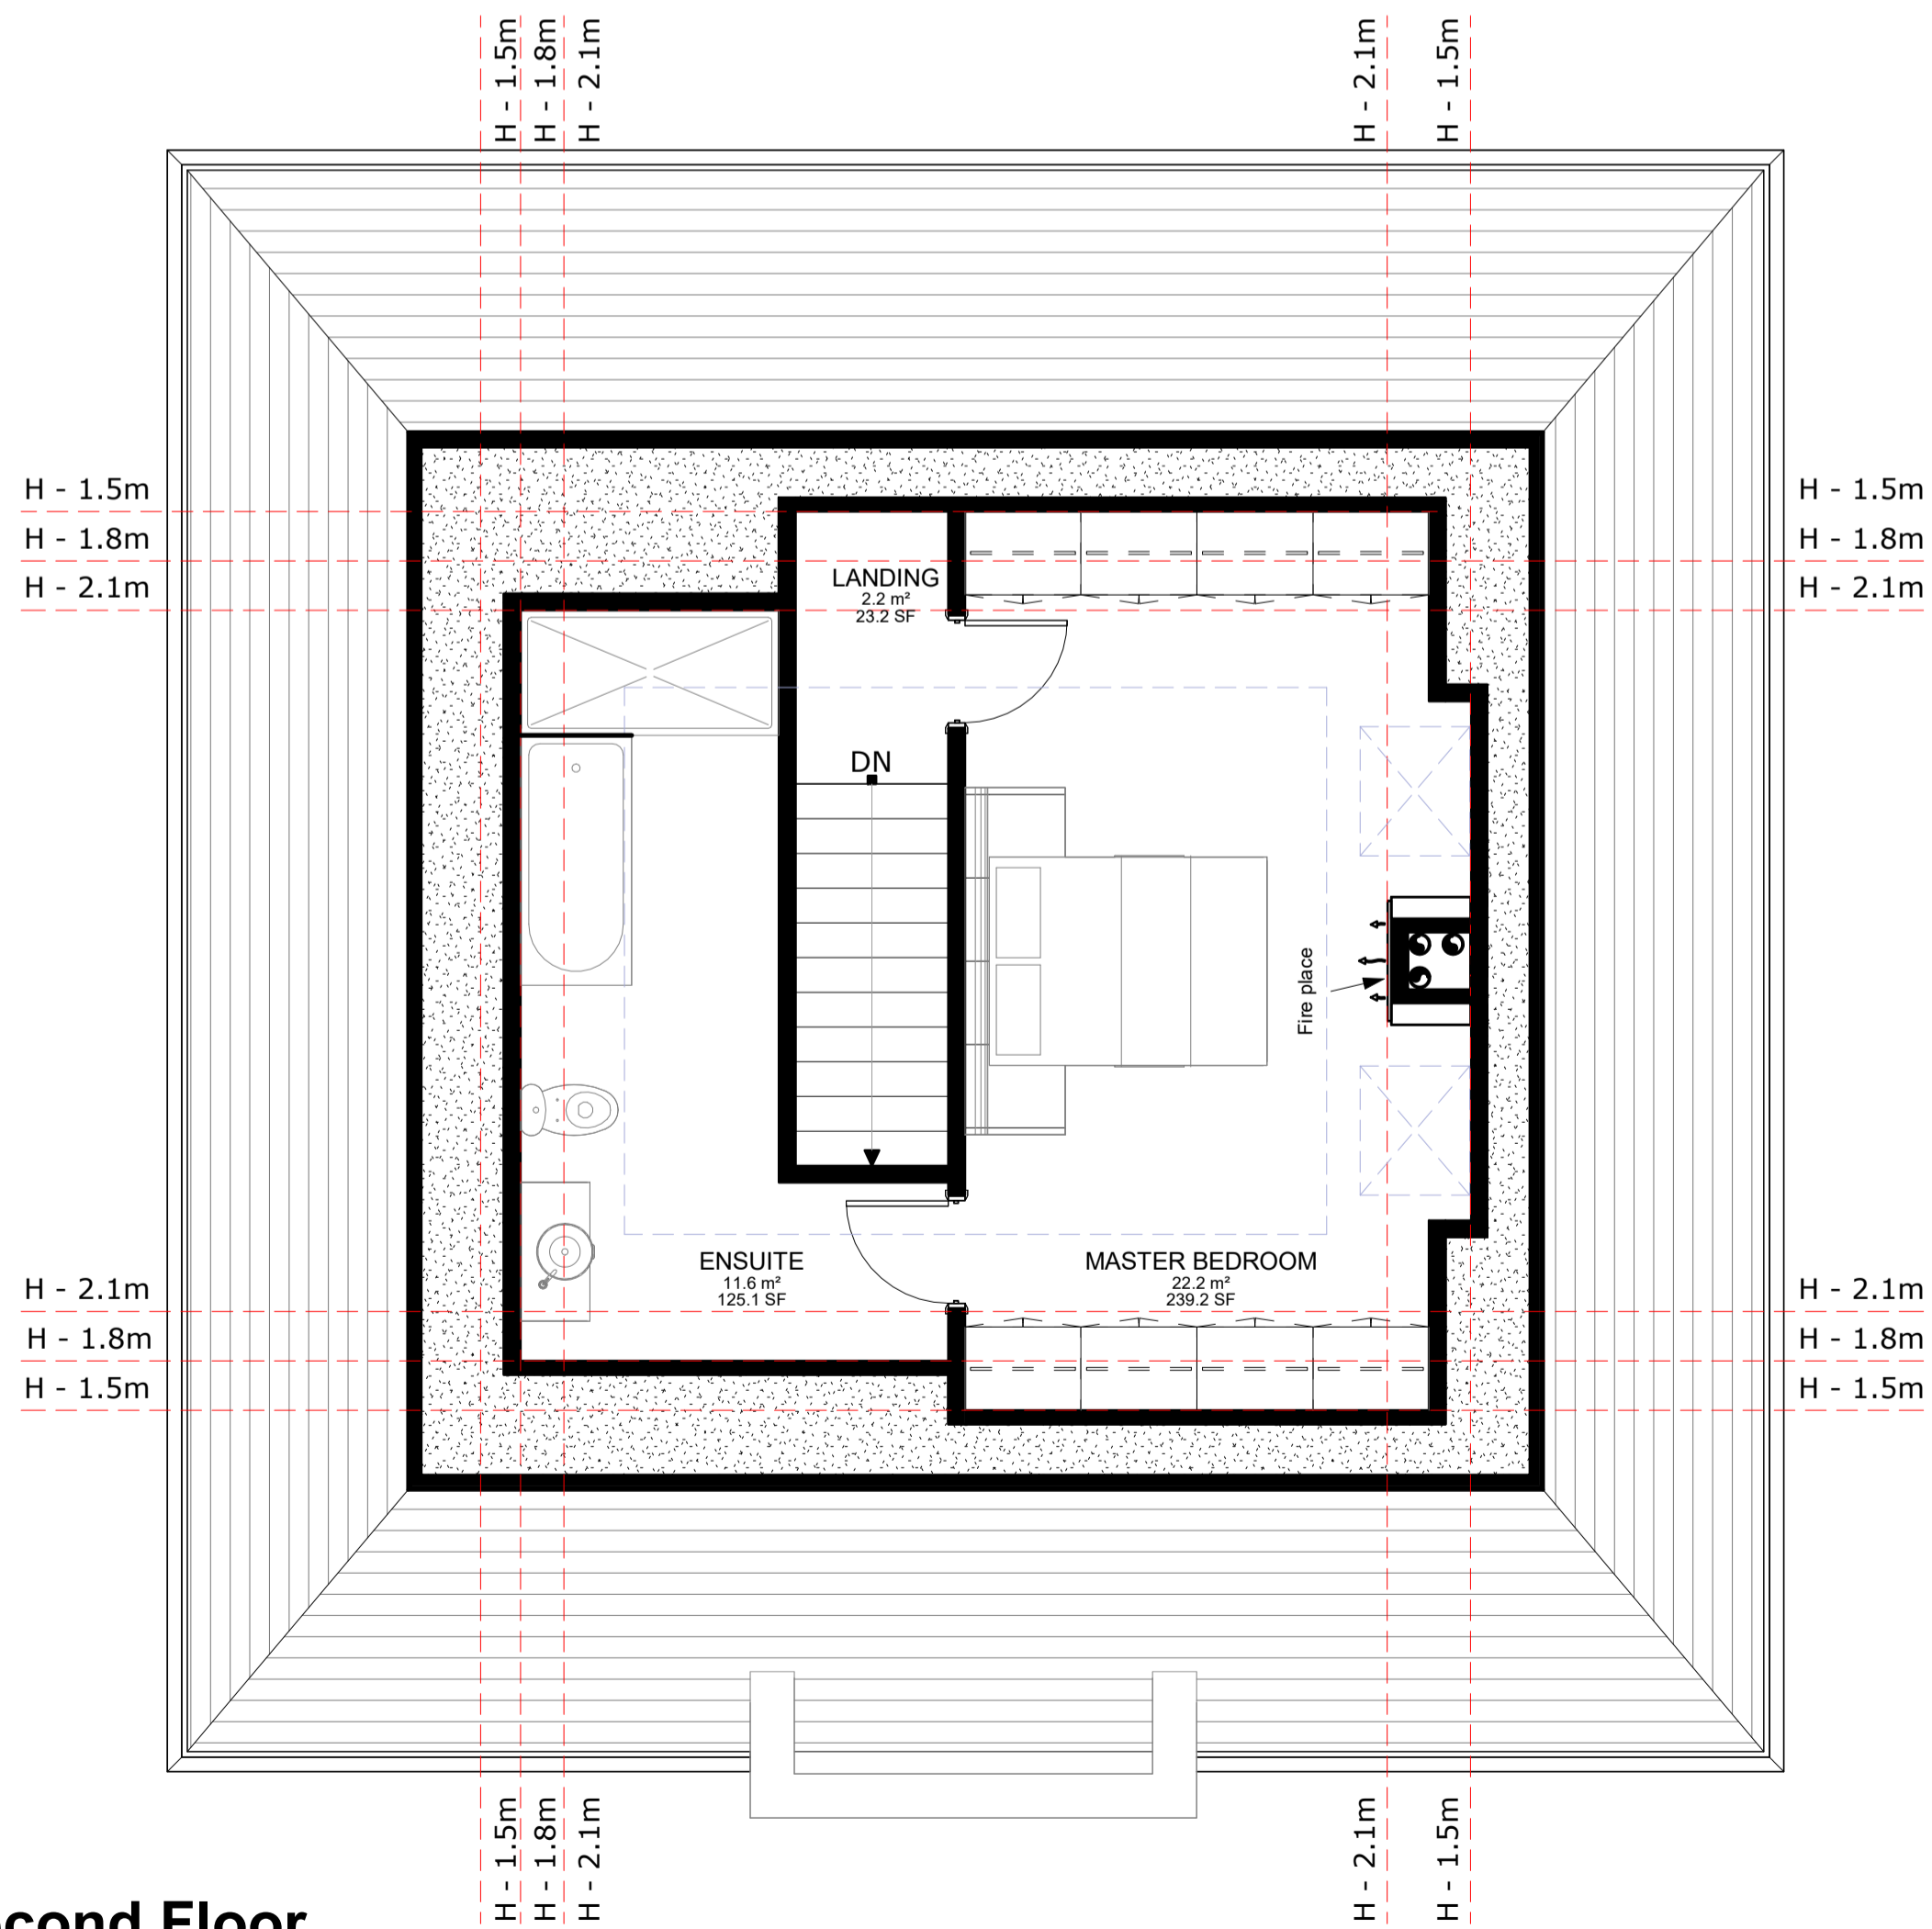 H - 1.5m
H - 1.8m
H - 2.1m
H - 2.1m
H - 1.5m
H - 1.5m
H - 1.8m
H - 2.1m
H - 1.5m
H - 1.8m
H - 2.1m
LANDING
2.2 m²
23.2 SF
DN
Fire place
ENSUITE
11.6 m²
125.1 SF
MASTER BEDROOM
22.2 m²
239.2 SF
H - 2.1m
H - 1.8m
H - 1.5m
H - 2.1m
H - 1.8m
H - 1.5m
H - 1.5m
H - 1.8m
H - 2.1m
H - 2.1m
H - 1.5m
Floor